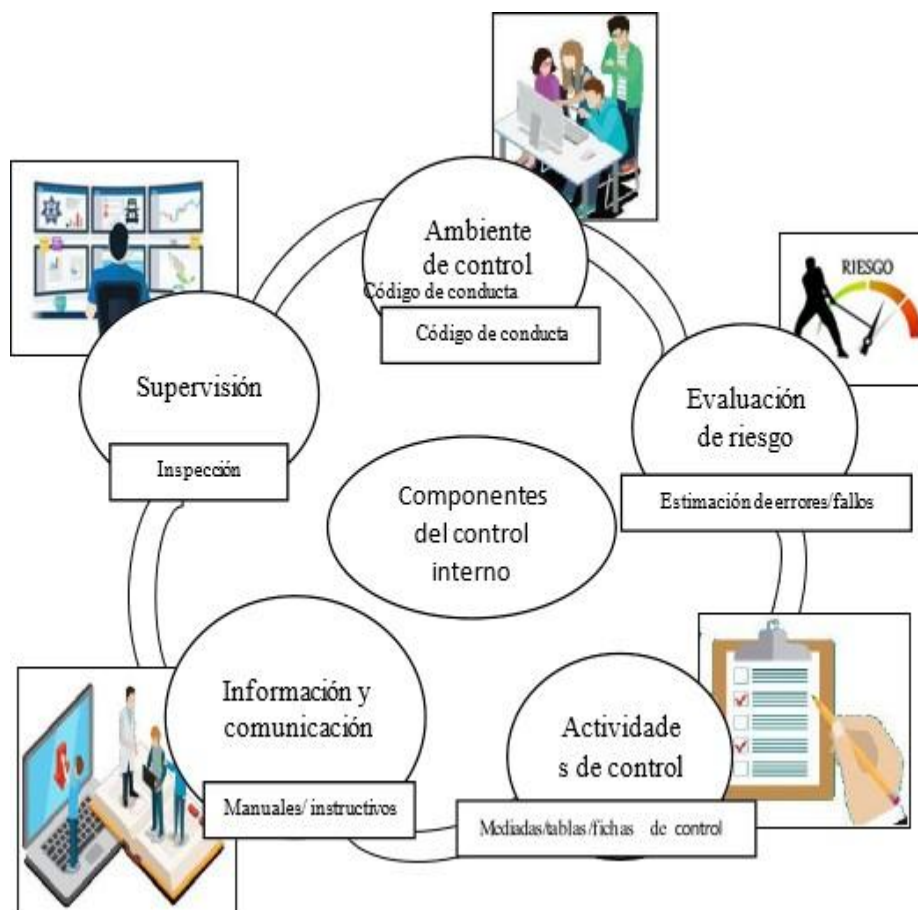 Ambiente
de control
Código de conducta
Código de conducta
RIESGO
Evaluación
de riesgo
Estimación de errores/fallos
Actividade
s de control
Mediadas/tablas/fichas de control
Información y
comunicación
Manuales/ instructivos
Supervisión
Inspección
Componentes
del control
interno